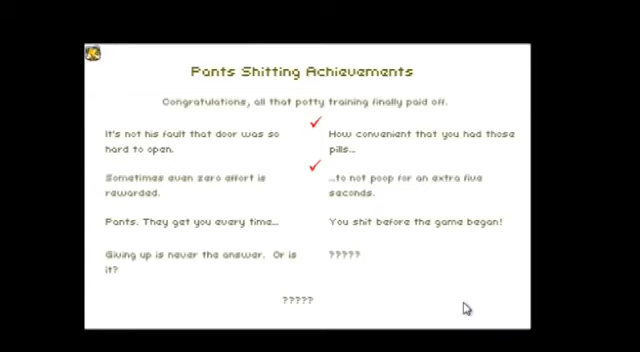 Pants Shitting Achievements
Congratulations, all that potty training finally paid off.
It's not his fault that door was so
hard to open.
How convenient that you had those
pills...
Sometimes even zero effort is
rewarded.
...to not poop for an extra five
seconds.
Pants. They get you every time...
You shit before the game began!
Giving up is never the answer. Or is
it?
?????
?????